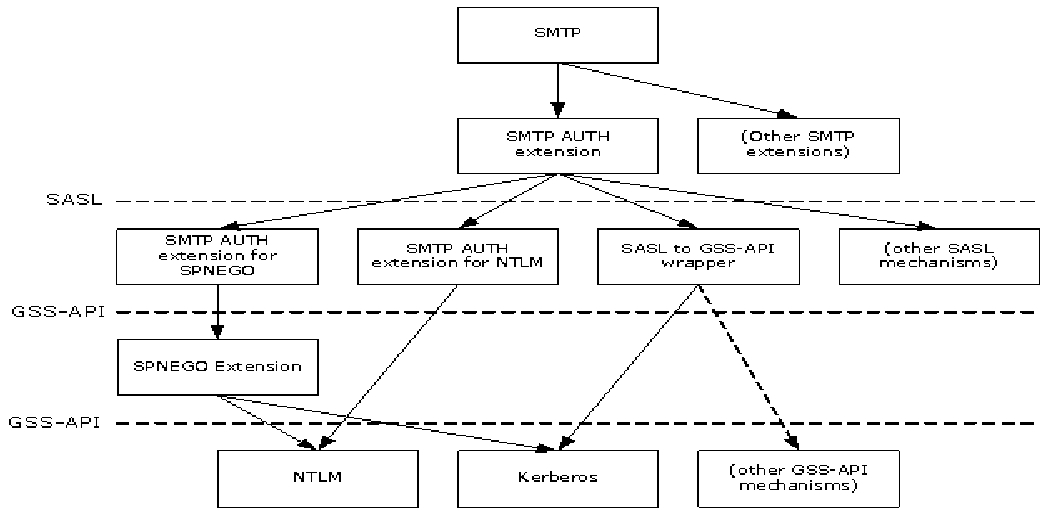 SMTP
SMTP AUTH
extension
(Other SMTP
extensions)
SASL
SMTP AUTH
extension for
SPNEGO
SMTP AUTH
extension for NTLM
SASL to GSS-API
wrapper
(other SASL
mechanisms)
GSS-API
SPNEGO Extension
GSS-API
NTLM
Kerberos
(other GSS-API
mechanisms)